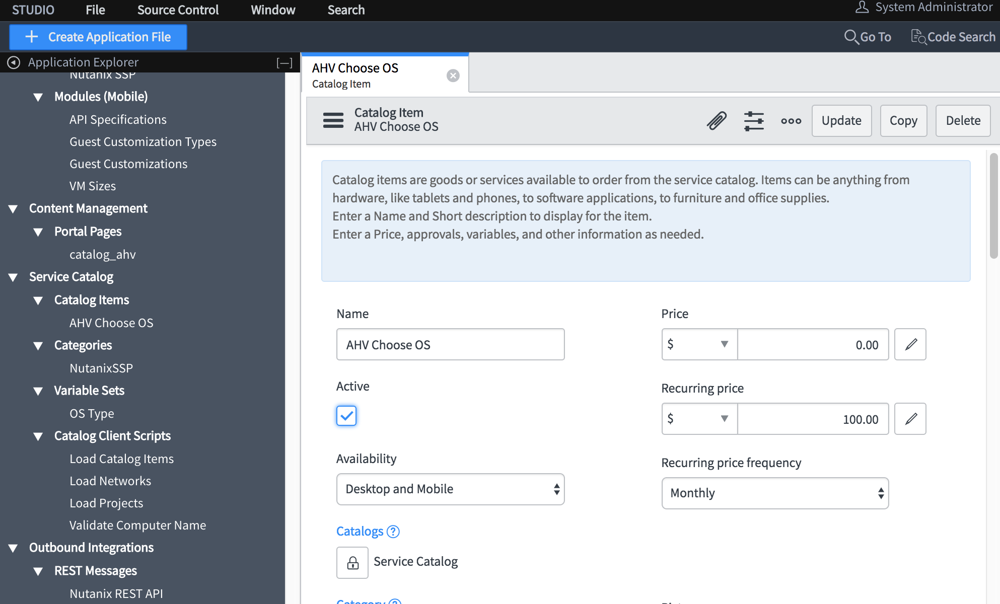 STUDIO File Source Control Window Search System Administrator
Create Application File Go To Code Search
Application Explorer [—]
Nutanix SSP
Modules (Mobile)
API Specifications
Guest Customization Types
Guest Customizations
VM Sizes
Content Management
Portal Pages
catalog_ahv
Service Catalog
Catalog Items
AHV Choose OS
Categories
NutanixSSP
Variable Sets
OS Type
Catalog Client Scripts
Load Catalog Items
Load Networks
Load Projects
Validate Computer Name
Outbound Integrations
REST Messages
Nutanix REST API
AHV Choose OS
Catalog Item
Catalog Item
AHV Choose OS
Update Copy Delete
Catalog items are goods or services available to order from the service catalog. Items can be anything from
hardware, like tablets and phones, to software applications, to furniture and office supplies.
Enter a Name and Short description to display for the item.
Enter a Price, approvals, variables, and other information as needed.
Name
AHV Choose OS
Active
Availability
Desktop and Mobile
Catalogs ?
Service Catalog
Category ?
Price
$ 0.00
Recurring price
$ 100.00
Recurring price frequency
Monthly